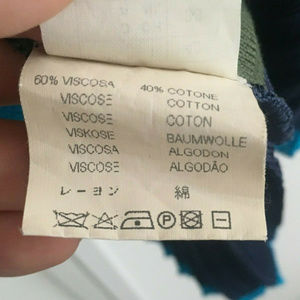 60% VISCOSA 40% COTONE
VISCOSE COTTON
VISCOSE COTON
VISKOSE BAUMWOLLE
VISCOSA ALGODON
VISCOSE ALGODÃO
レーヨン 綿
P